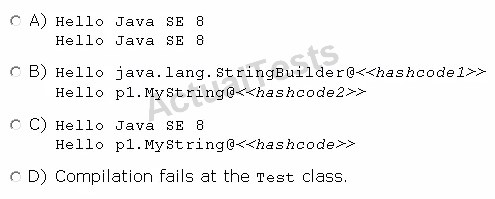 A) Hello Java SE 8
Hello Java SE 8
B) Hello java.lang.StringBuilder@<<hashcode1>>
Hello p1.MyString@<<hashcode2>>
C) Hello Java SE 8
Hello p1.MyString@<<hashcode>>
D) Compilation fails at the Test class.
ActualTests